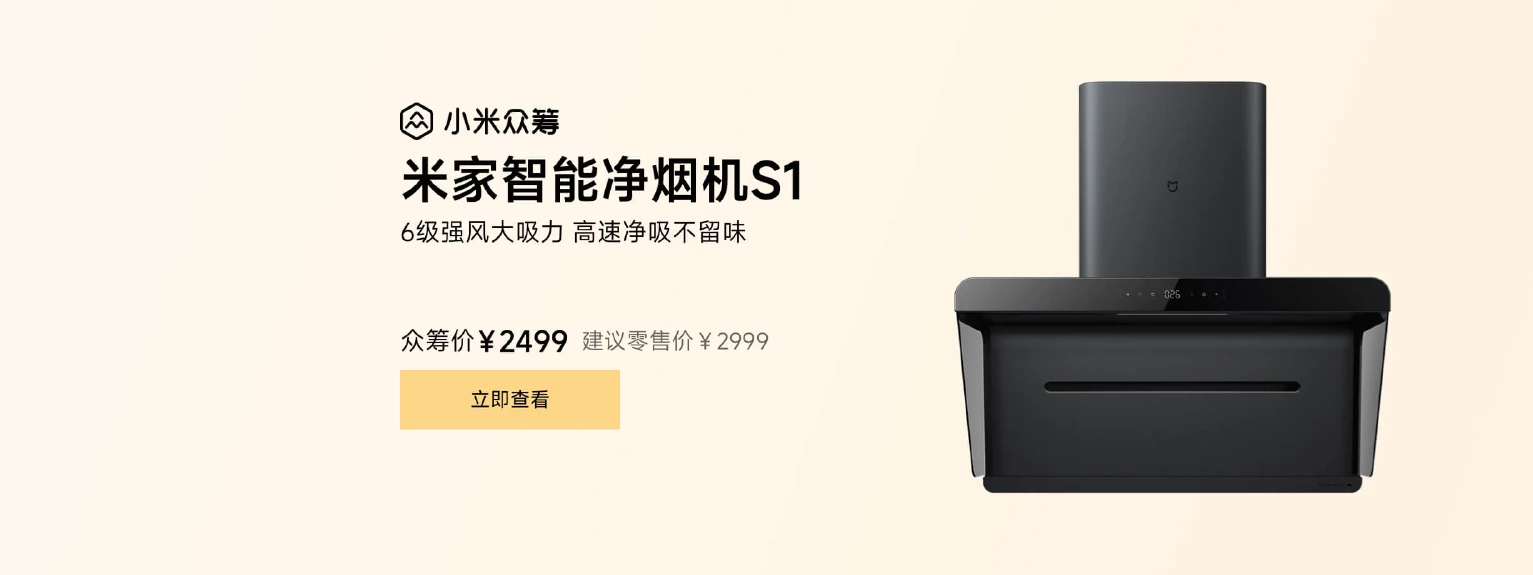 小米众筹
米家智能净烟机S1
6级强风大吸力 高速净吸不留味
众筹价¥2499 建议零售价¥2999
立即查看
026